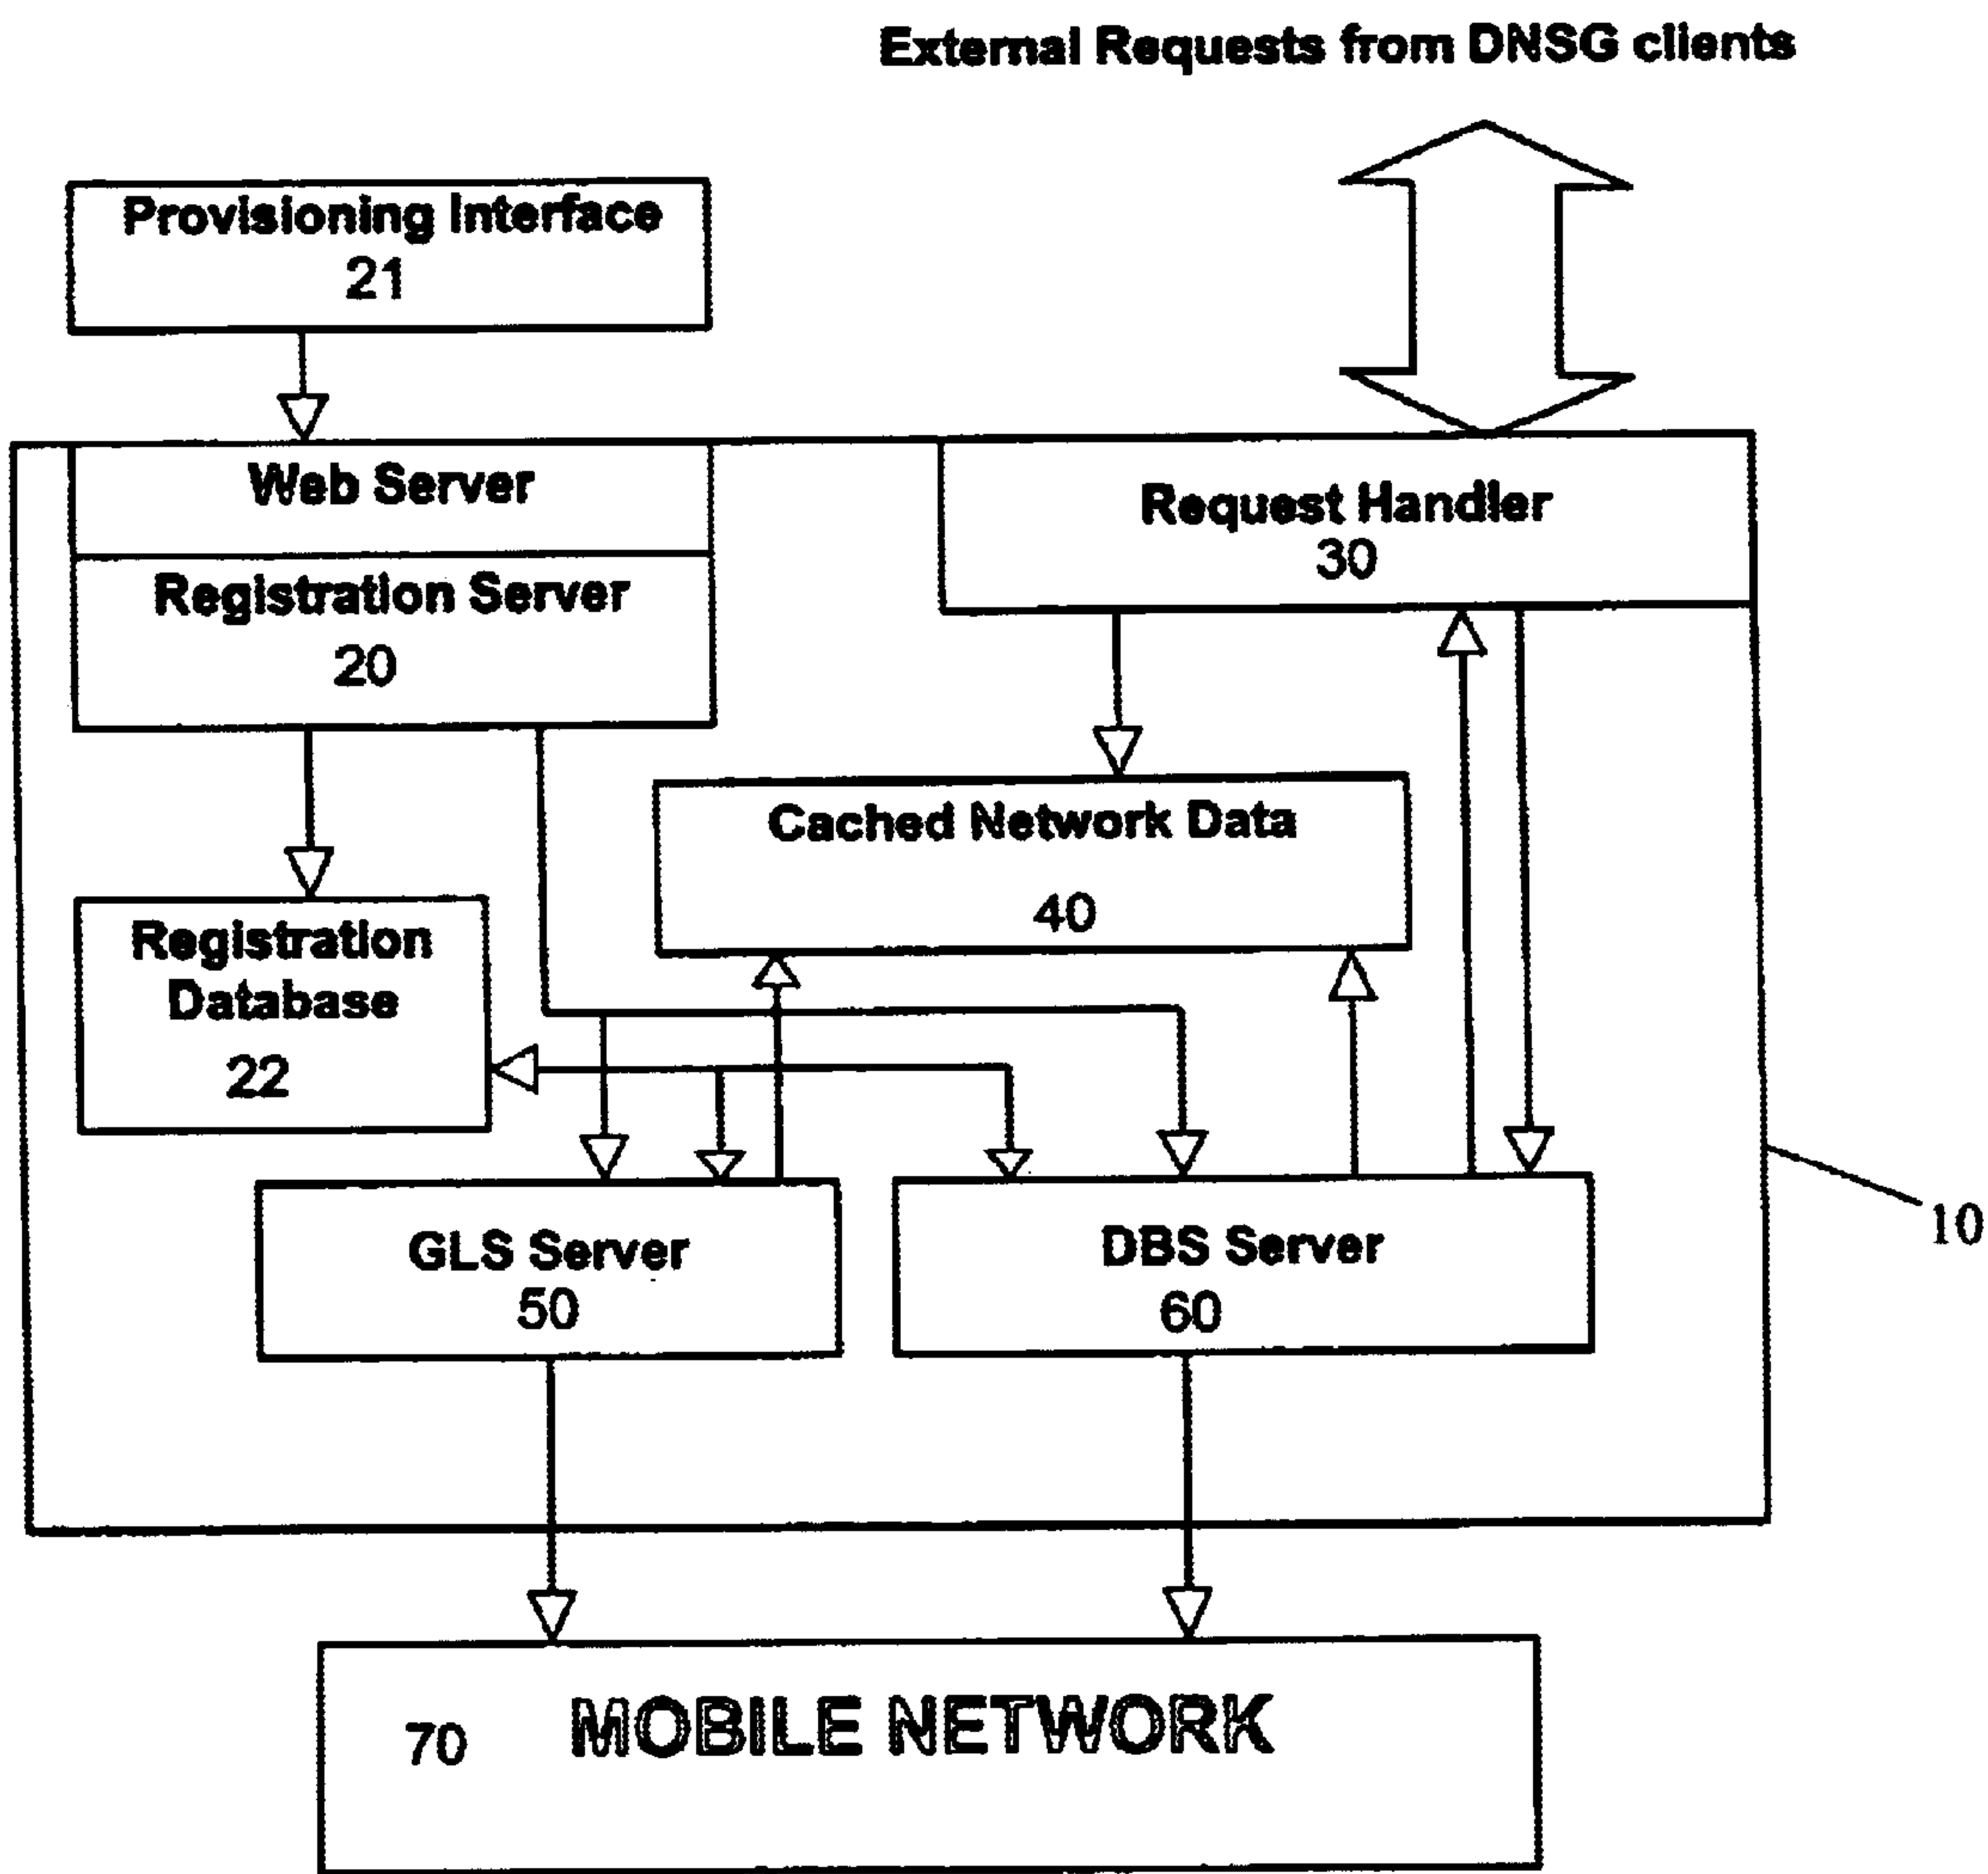 External Requests from DNSG clients
Provisioning Interface
21
Web Server
Request Handler
30
Registration Server
20
Cached Network Data
40
Registration
Database
22
GLS Server
50
DBS Server
60
10
70 MOBILE NETWORK